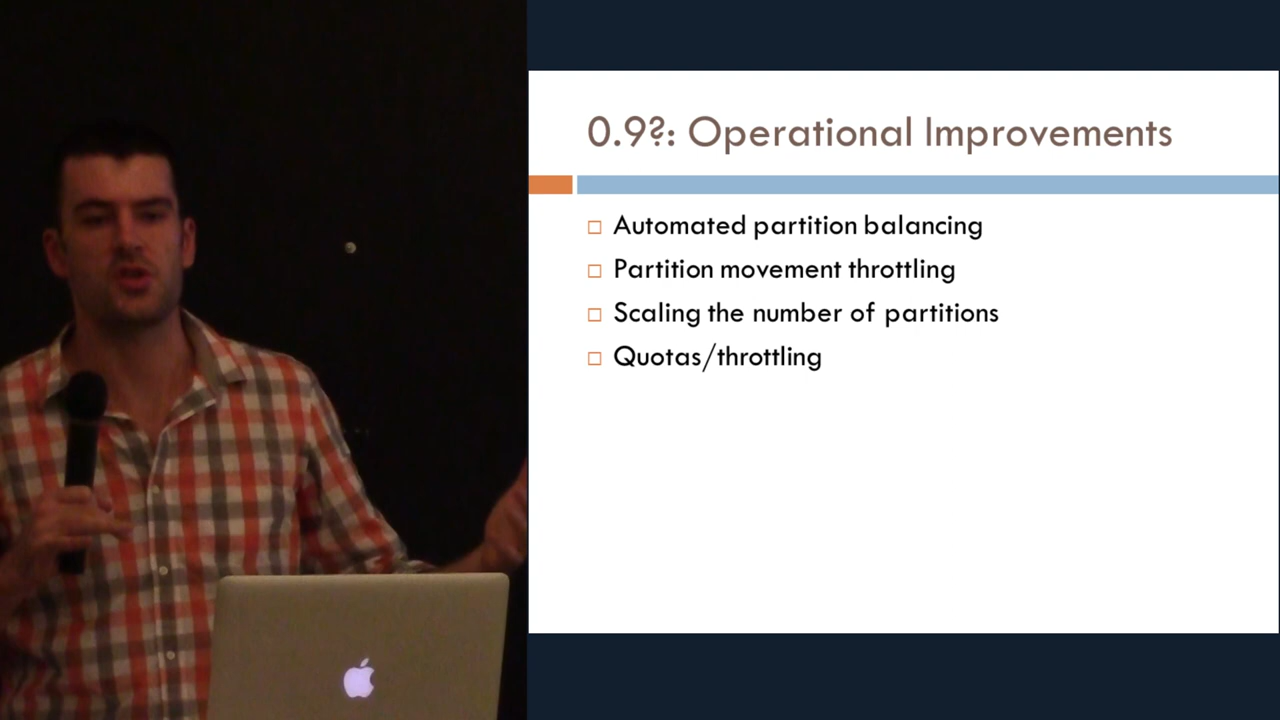 0.9?: Operational Improvements
Automated partition balancing
Partition movement throttling
Scaling the number of partitions
Quotas/throttling